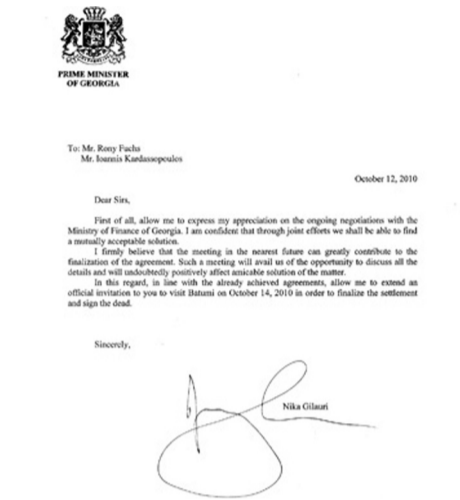 PRIME MINISTER
OF GEORGIA
To: Mr. Rony Fuchs
Mr. Ioannis Kardassopoulos
October 12, 2010
Dear Sirs,
First of all, allow me to express my appreciation on the ongoing negotiations with the
Ministry of Finance of Georgia. I am confident that through joint efforts we shall be able to find
a mutually acceptable solution.
I firmly believe that the meeting in the nearest future can greatly contribute to the
finalization of the agreement. Such a meeting will avail us of the opportunity to discuss all the
details and will undoubtedly positively affect amicable solution of the matter.
In this regard, in line with the already achieved agreements, allow me to extend an
official invitation to you to visit Batumi on October 14, 2010 in order to finalize the settlement
and sign the dead.
Sincerely,
Nika Gilauri